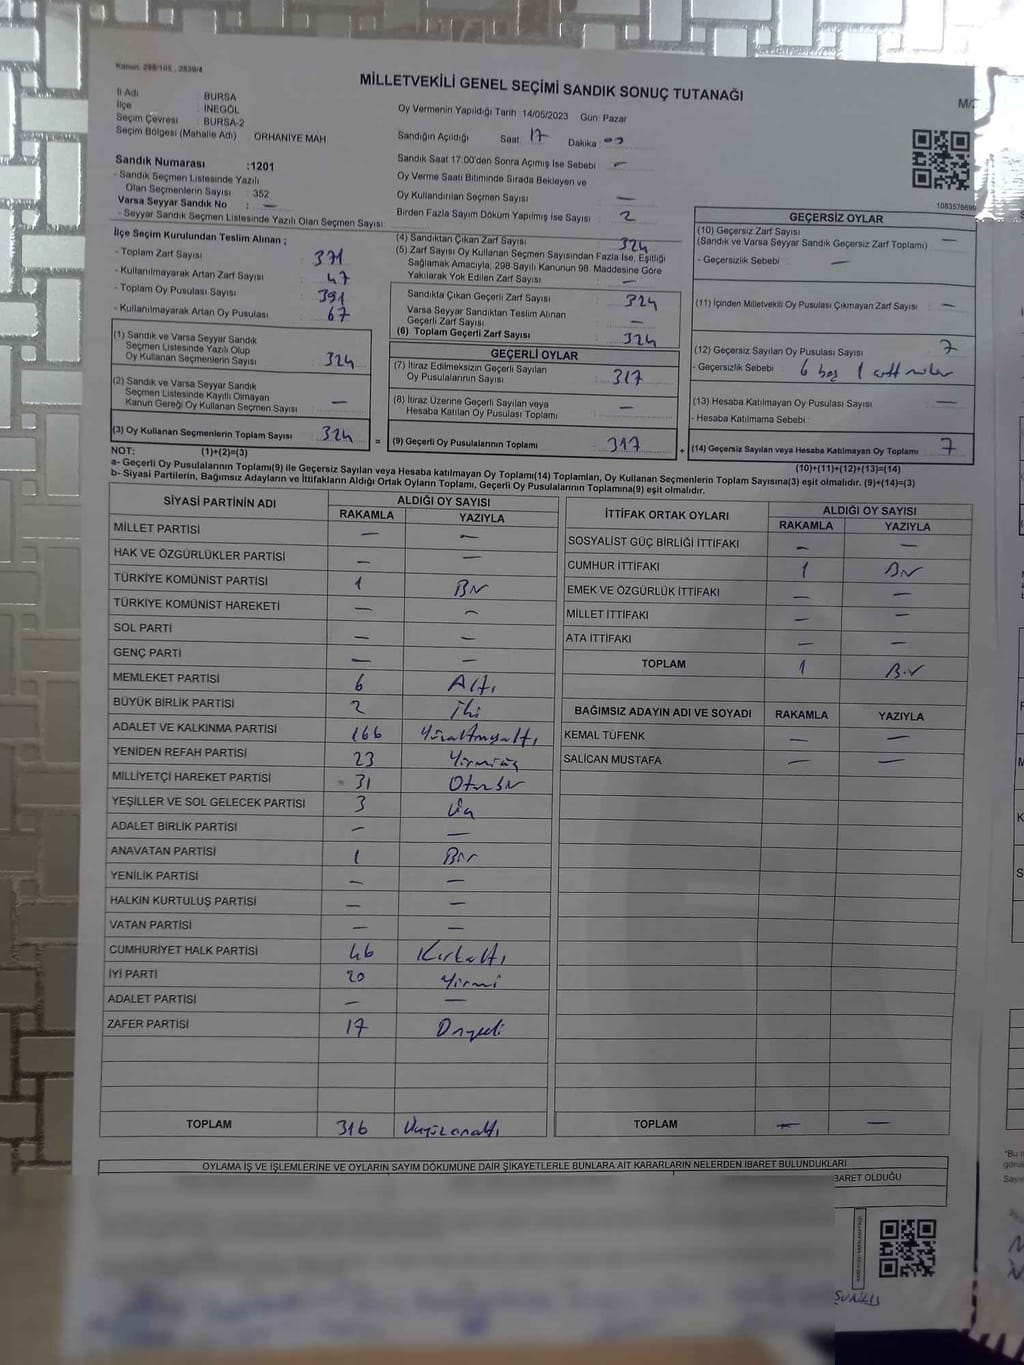 Kanun: 298/105 , 2839/4
MİLLETVEKİLİ GENEL SEÇİMİ SANDIK SONUÇ TUTANAĞI
İl Adı : BURSA
İlçe : İNEGÖL
Seçim Çevresi : BURSA-2
Seçim Bölgesi (Mahalle Adı) : ORHANİYE MAH
Sandık Numarası :1201
- Sandık Seçmen Listesinde Yazılı
Olan Seçmenlerin Sayısı : 352
Varsa Seyyar Sandık No : —
- Seyyar Sandık Seçmen Listesinde Yazılı Olan Seçmen Sayısı:
Oy Vermenin Yapıldığı Tarih :14/05/2023 Gün: Pazar
Sandığın Açıldığı Saat: 17 Dakika :
Sandık Saat 17:00'den Sonra Açımış İse Sebebi : —
Oy Verme Saati Bitiminde Sırada Bekleyen ve
Oy Kullandırılan Seçmen Sayısı : —
Birden Fazla Sayım Döküm Yapılmış İse Sayısı : 2
1083576699
İlçe Seçim Kurulundan Teslim Alınan ;
- Toplam Zarf Sayısı : 371
- Kullanılmayarak Artan Zarf Sayısı : 47
- Toplam Oy Pusulası Sayısı : 391
- Kullanılmayarak Artan Oy Pusulası : 67
(1) Sandık ve Varsa Seyyar Sandık
Seçmen Listesinde Yazılı Olup
Oy Kullanan Seçmenlerin Sayısı : 324
(2) Sandık ve Varsa Seyyar Sandık
Seçmen Listesinde Kayıtlı Olmayan
Kanun Gereği Oy Kullanan Seçmen Sayısı : —
(3) Oy Kullanan Seçmenlerin Toplam Sayısı : 324
(4) Sandıktan Çıkan Zarf Sayısı : 324
(5) Zarf Sayısı Oy Kullanan Seçmen Sayısından Fazla İse, Eşitliği
Sağlamak Amacıyla; 298 Sayılı Kanunun 98. Maddesine Göre
Yakılarak Yok Edilen Zarf Sayısı : —
Sandıkta Çıkan Geçerli Zarf Sayısı : 324
Varsa Seyyar Sandıktan Teslim Alınan
Geçerli Zarf Sayısı : —
(6) Toplam Geçerli Zarf Sayısı : 324
GEÇERLİ OYLAR
(7) İtiraz Edilmeksizin Geçerli Sayılan
Oy Pusulalarının Sayısı : 317
(8) İtiraz Üzerine Geçerli Sayılan veya
Hesaba Katılan Oy Pusulası Toplamı : —
= (9) Geçerli Oy Pusulalarının Toplamı : 317
GEÇERSİZ OYLAR
(10) Geçersiz Zarf Sayısı
(Sandık ve Varsa Seyyar Sandık Geçersiz Zarf Toplamı) : —
- Geçersizlik Sebebi : —
(11) İçinden Milletvekili Oy Pusulası Çıkmayan Zarf Sayısı : —
(12) Geçersiz Sayılan Oy Pusulası Sayısı : 7
- Geçersizlik Sebebi : 6 boş 1
(13) Hesaba Katılmayan Oy Pusulası Sayısı : —
- Hesaba Katılmama Sebebi :
+ (14) Geçersiz Sayılan veya Hesaba Katılmayan Oy Toplamı : 7
NOT: (1)+(2)=(3) (10)+(11)+(12)+(13)=(14)
a- Geçerli Oy Pusulalarının Toplamı(9) ile Geçersiz Sayılan veya Hesaba katılmayan Oy Toplamı(14) Toplamları, Oy Kullanan Seçmenlerin Toplam Sayısına(3) eşit olmalıdır. (9)+(14)=(3)
b- Siyasi Partilerin, Bağımsız Adayların ve İttifakların Aldığı Ortak Oyların Toplamı, Geçerli Oy Pusulalarının Toplamına(9) eşit olmalıdır.
SİYASİ PARTİNİN ADI ALDIĞI OY SAYISI
RAKAMLA YAZIYLA
MİLLET PARTİSİ — —
HAK VE ÖZGÜRLÜKLER PARTİSİ — —
TÜRKİYE KOMÜNİST PARTİSİ 1 Bir
TÜRKİYE KOMÜNİST HAREKETİ — —
SOL PARTİ — —
GENÇ PARTİ — —
MEMLEKET PARTİSİ 6 Altı
BÜYÜK BİRLİK PARTİSİ 2 iki
ADALET VE KALKINMA PARTİSİ 166 Yüzaltmışaltı
YENİDEN REFAH PARTİSİ 23 Yirmiüç
MİLLİYETÇİ HAREKET PARTİSİ 31 Otuzbir
YEŞİLLER VE SOL GELECEK PARTİSİ 3 Üç
ADALET BİRLİK PARTİSİ — —
ANAVATAN PARTİSİ 1 Bir
YENİLİK PARTİSİ — —
HALKIN KURTULUŞ PARTİSİ — —
VATAN PARTİSİ — —
CUMHURİYET HALK PARTİSİ 46 Kırkaltı
İYİ PARTİ 20 Yirmi
ADALET PARTİSİ — —
ZAFER PARTİSİ 17 Onyedi
TOPLAM 316 Üçyüzonaltı
İTTİFAK ORTAK OYLARI ALDIĞI OY SAYISI
RAKAMLA YAZIYLA
SOSYALİST GÜÇ BİRLİĞİ İTTİFAKI — —
CUMHUR İTTİFAKI 1 Bir
EMEK VE ÖZGÜRLÜK İTTİFAKI — —
MİLLET İTTİFAKI — —
ATA İTTİFAKI — —
TOPLAM 1 Bir
BAĞIMSIZ ADAYIN ADI VE SOYADI RAKAMLA YAZIYLA
KEMAL TÜFENK — —
SALİCAN MUSTAFA — —
TOPLAM — —
OYLAMA İŞ VE İŞLEMLERİNE VE OYLARIN SAYIM DÖKÜMÜNE DAİR ŞİKAYETLERLE BUNLARA AİT KARARLARIN NELERDEN İBARET BULUNDUKLARI
BARET OLDUĞU